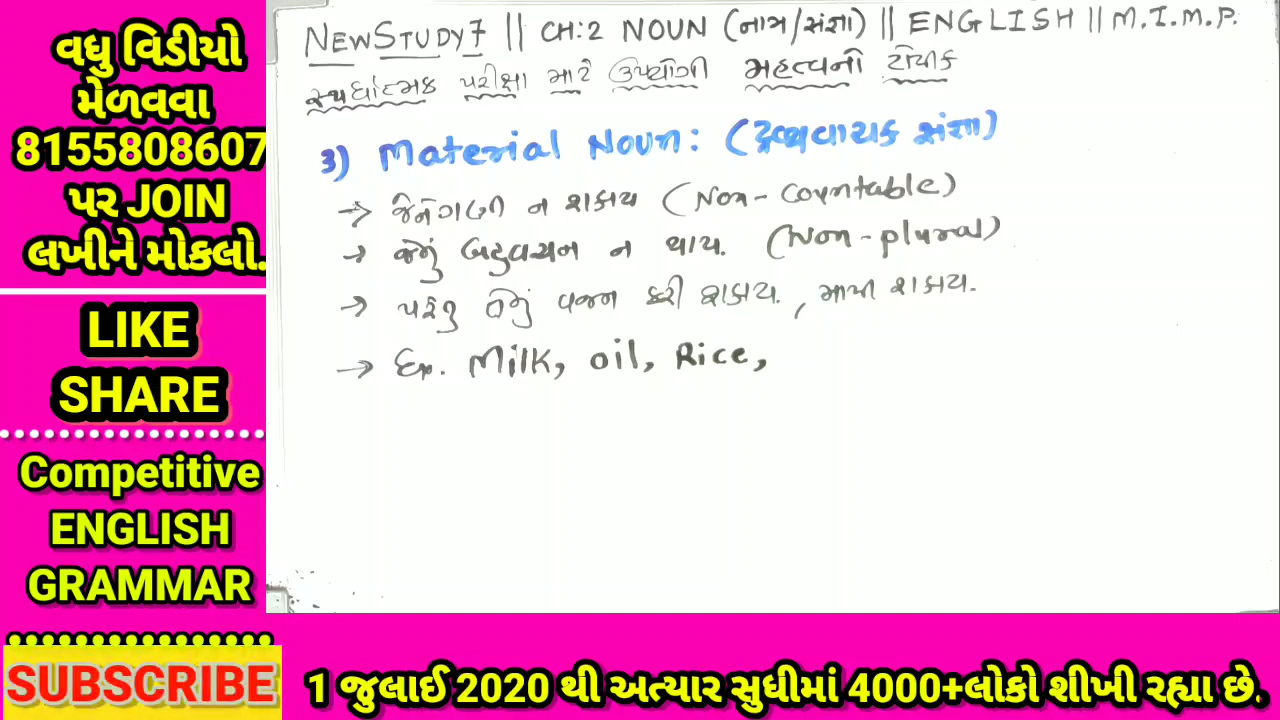 વધુ વિડીયો
મેળવવા
8155808607
પર JOIN
લખીને મોકલો.
LIKE
SHARE
Competitive
ENGLISH
GRAMMAR
SUBSCRIBE
NEWSTUDY7 || CH:2 NOUN (નામ/સંજ્ઞા) || ENGLISH || M.I.M.P.
સ્પર્ધાત્મક પરીક્ષા માટે ઉપયોગી મહત્વનો ટોપીક
૩) Material Noun: (દ્રવ્યવાચક સંજ્ઞા)
→ જેનેગણી ન શકાય (Non-Countable)
→ જેનું બહુવચન ન થાય. (Non-plural)
→ પરંતુ તેનું વજન કરી શકાય., માપી શકાય.
→ Ex. Milk, oil, Rice,
1 જુલાઈ 2020 થી અત્યાર સુધીમાં 4000+લોકો શીખી રહ્યા છે.